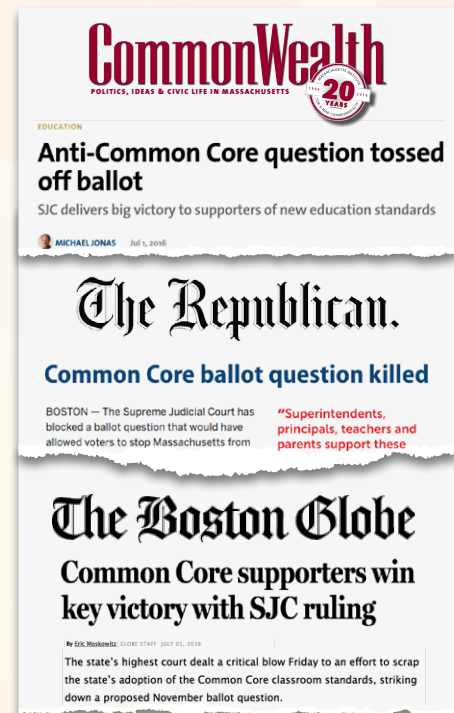 CommonWealth
POLITICS, IDEAS & CIVIC LIFE IN MASSACHUSETTS
20
YEARS
EDUCATION
Anti-Common Core question tossed
off ballot
SJC delivers big victory to supporters of new education standards
MICHAEL JONAS Jul 1, 2016
The Republican.
Common Core ballot question killed
BOSTON — The Supreme Judicial Court has
blocked a ballot question that would have
allowed voters to stop Massachusetts from
"Superintendents,
principals, teachers and
parents support these
The Boston Globe
Common Core supporters win
key victory with SJC ruling
By Eric Moskowitz GLOBE STAFF JULY 01, 2016
The state's highest court dealt a critical blow Friday to an effort to scrap
the state's adoption of the Common Core classroom standards, striking
down a proposed November ballot question.